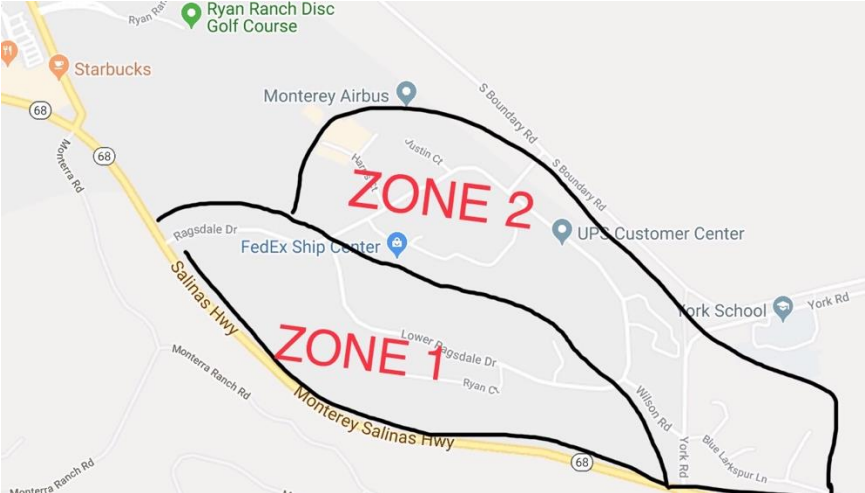 Ryan Ranch Disc
Golf Course
Ryan Ra
Starbucks
68
Monterey Airbus
S Boundary Rd
68
Monterra Rd
Justin Ct
S Boundary Rd
ZONE 2
Ragsdale Dr
FedEx Ship Center
UPS Customer Center
Salinas Hwy
York School
York Rd
Lower Ragsdale Dr
ZONE 1
Ryan Ct
Monterra Ranch Rd
Monterey Salinas Hwy
Wilson Rd
York Rd
Blue Larkspur Ln
68
Monterra Ranch Rd